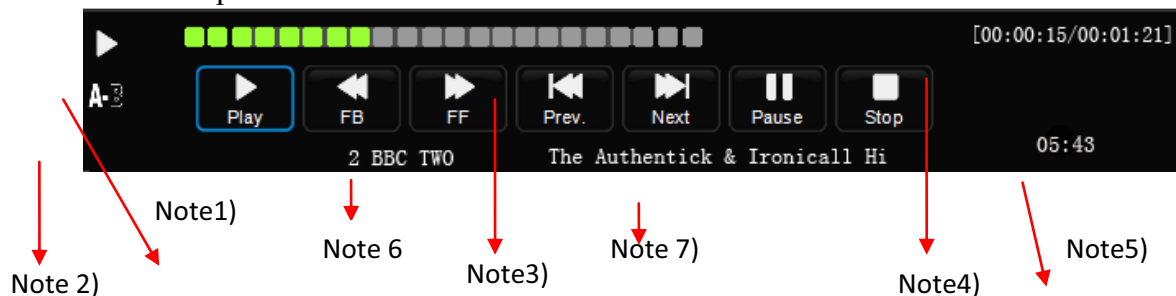 [00:00:15/00:01:21]
A-B
Play FB FF Prev. Next Pause Stop
2 BBC TWO The Authentick & Ironicall Hi 05:43
Note1)
Note 6 Note 7) Note5)
Note 2) Note3) Note4)